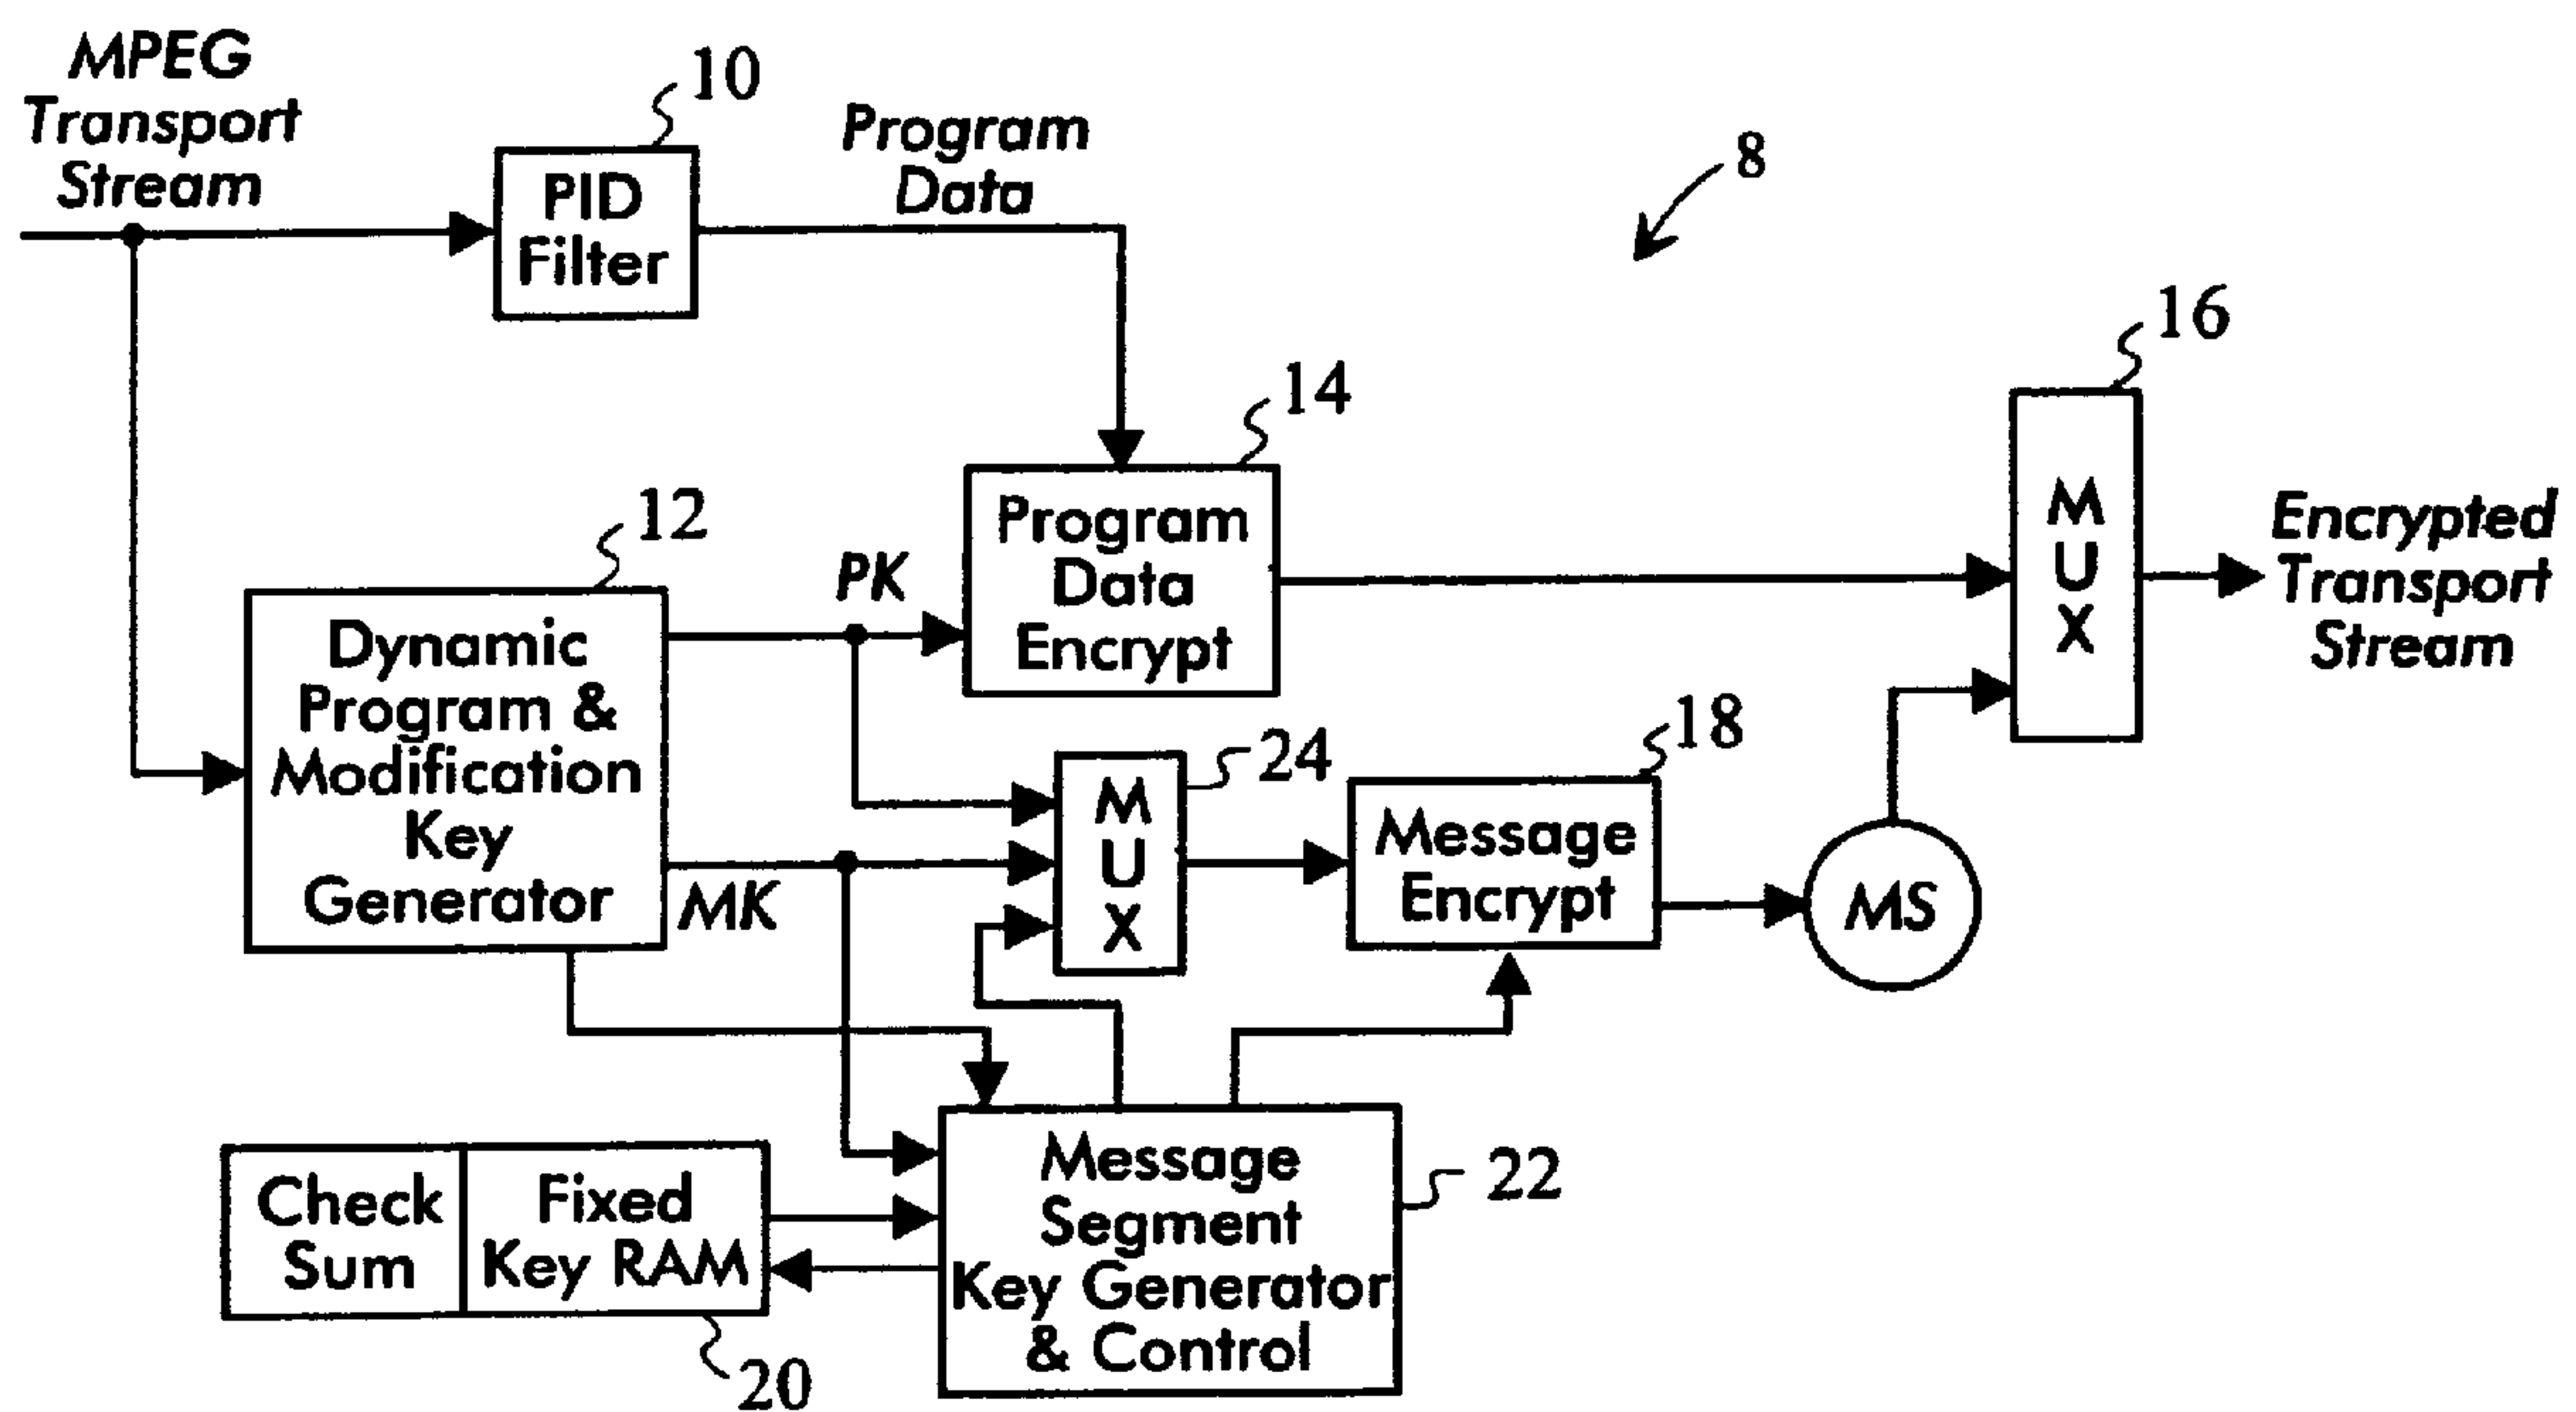 MPEG
Transport
Stream
10
PID
Filter
Program
Data
8
16
M
U
X
Encrypted
Transport
Stream
14
Program
Data
Encrypt
12
Dynamic
Program &
Modification
Key
Generator
PK
MK
24
M
U
X
18
Message
Encrypt
MS
Check
Sum
Fixed
Key RAM
20
Message
Segment
Key Generator
& Control
22